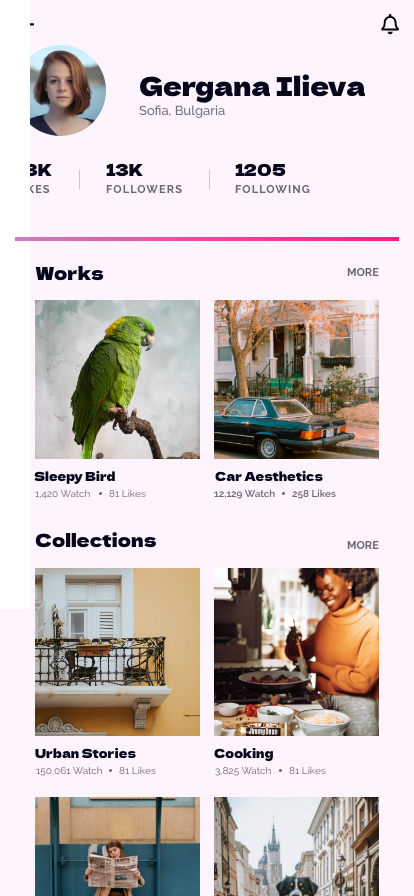 Gergana Ilieva
Sofia, Bulgaria
13K
1205
FOLLOWERS
FOLLOWING
Works
MORE
Sleepy Bird
Car Aesthetics
1,420 Watch • 81 Likes
12,129 Watch • 258 Likes
Collections
MORE
Jimmy Dean
Urban Stories
Cooking
150,061 Watch • 81 Likes
3,825 Watch • 81 Likes